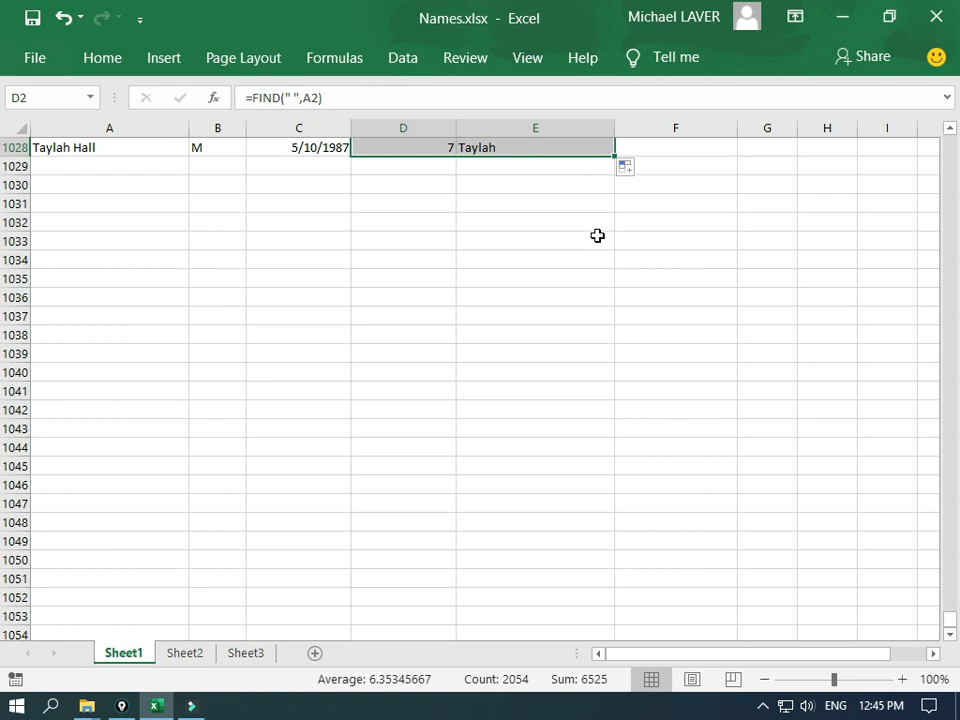 Names.xlsx - Excel
Michael LAVER
File Home Insert Page Layout Formulas Data Review View Help Tell me Share
D2 fx =FIND(" ",A2)
A B C D E F G H I
1028 Taylah Hall M 5/10/1987 7 Taylah
1029
1030
1031
1032
1033
1034
1035
1036
1037
1038
1039
1040
1041
1042
1043
1044
1045
1046
1047
1048
1049
1050
1051
1052
1053
1054
Sheet1 Sheet2 Sheet3
Average: 6.35345667 Count: 2054 Sum: 6525 100%
ENG 12:45 PM